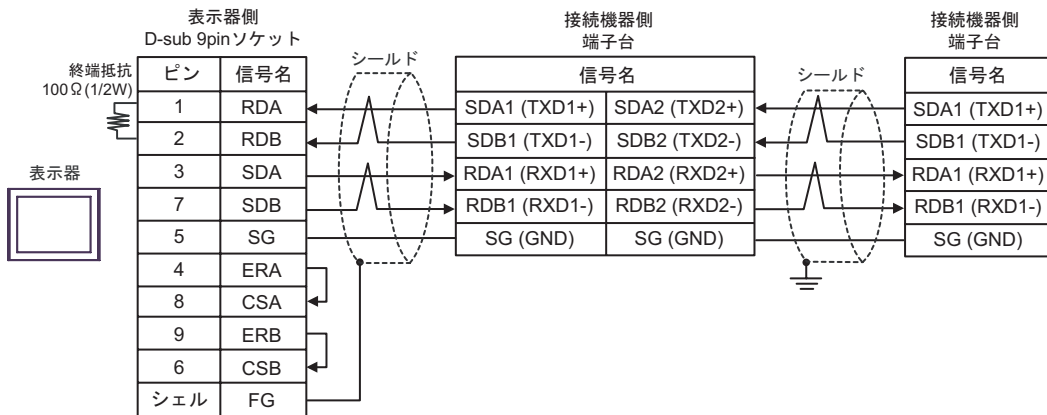 表示器側
D-sub 9pinソケット
接続機器側
端子台
接続機器側
端子台
終端抵抗
100Ω(1/2W)
シールド
シールド
表示器
ピン 信号名
1 RDA
2 RDB
3 SDA
7 SDB
5 SG
4 ERA
8 CSA
9 ERB
6 CSB
シェル FG
信号名
SDA1 (TXD1+) SDA2 (TXD2+)
SDB1 (TXD1-) SDB2 (TXD2-)
RDA1 (RXD1+) RDA2 (RXD2+)
RDB1 (RXD1-) RDB2 (RXD2-)
SG (GND) SG (GND)
信号名
SDA1 (TXD1+)
SDB1 (TXD1-)
RDA1 (RXD1+)
RDB1 (RXD1-)
SG (GND)